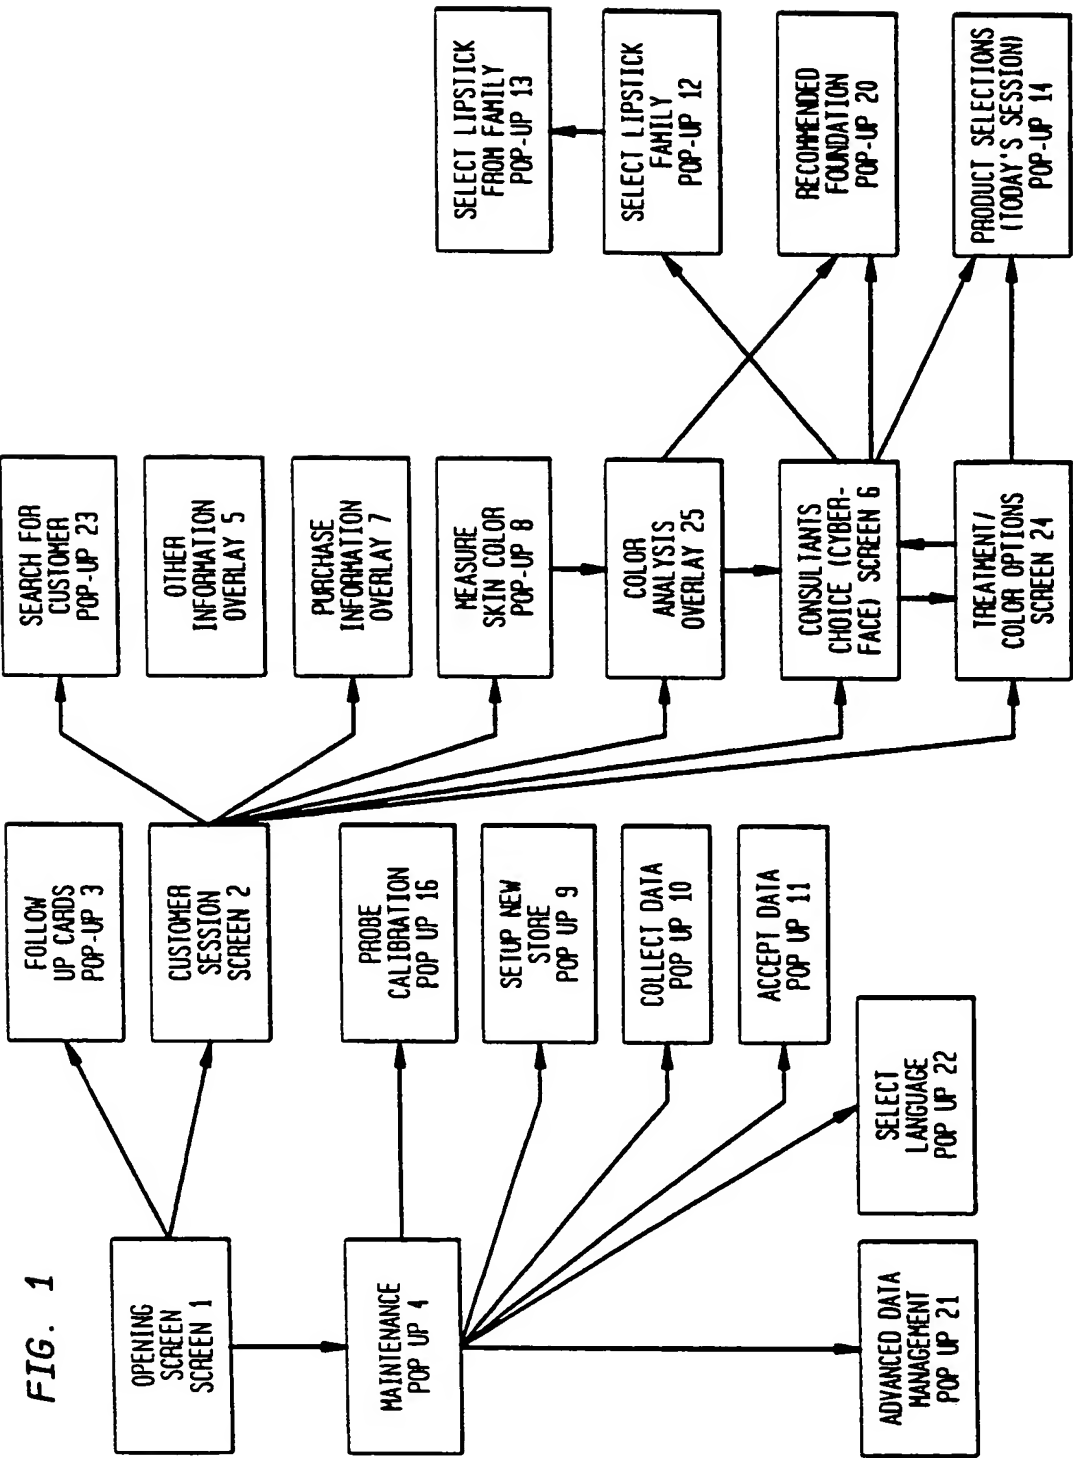 FIG. 1
OPENING
SCREEN
SCREEN 1
MAINTENANCE
POP UP 4
ADVANCED DATA
MANAGEMENT
POP UP 21
FOLLOW
UP CARDS
POP-UP 3
CUSTOMER
SESSION
SCREEN 2
PROBE
CALIBRATION
POP UP 16
SETUP NEW
STORE
POP UP 9
COLLECT DATA
POP UP 10
ACCEPT DATA
POP UP 11
SELECT
LANGUAGE
POP UP 22
SEARCH FOR
CUSTOMER
POP-UP 23
OTHER
INFORMATION
OVERLAY 5
PURCHASE
INFORMATION
OVERLAY 7
MEASURE
SKIN COLOR
POP-UP 8
COLOR
ANALYSIS
OVERLAY 25
CONSULTANTS
CHOICE (CYBER-
FACE) SCREEN 6
TREATMENT/
COLOR OPTIONS
SCREEN 24
SELECT LIPSTICK
FROM FAMILY
POP-UP 13
SELECT LIPSTICK
FAMILY
POP-UP 12
RECOMMENDED
FOUNDATION
POP-UP 20
PRODUCT SELECTIONS
(TODAY'S SESSION)
POP-UP 14